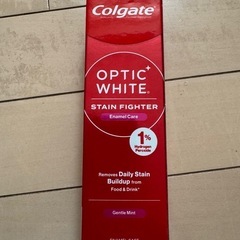 Colgate
OPTIC+
WHITE.
STAIN FIGHTER
Enamel Care
1%
Hydrogen
Peroxide
Removes Daily Stain
Buildup from
Food & Drink*
Gentle Mint